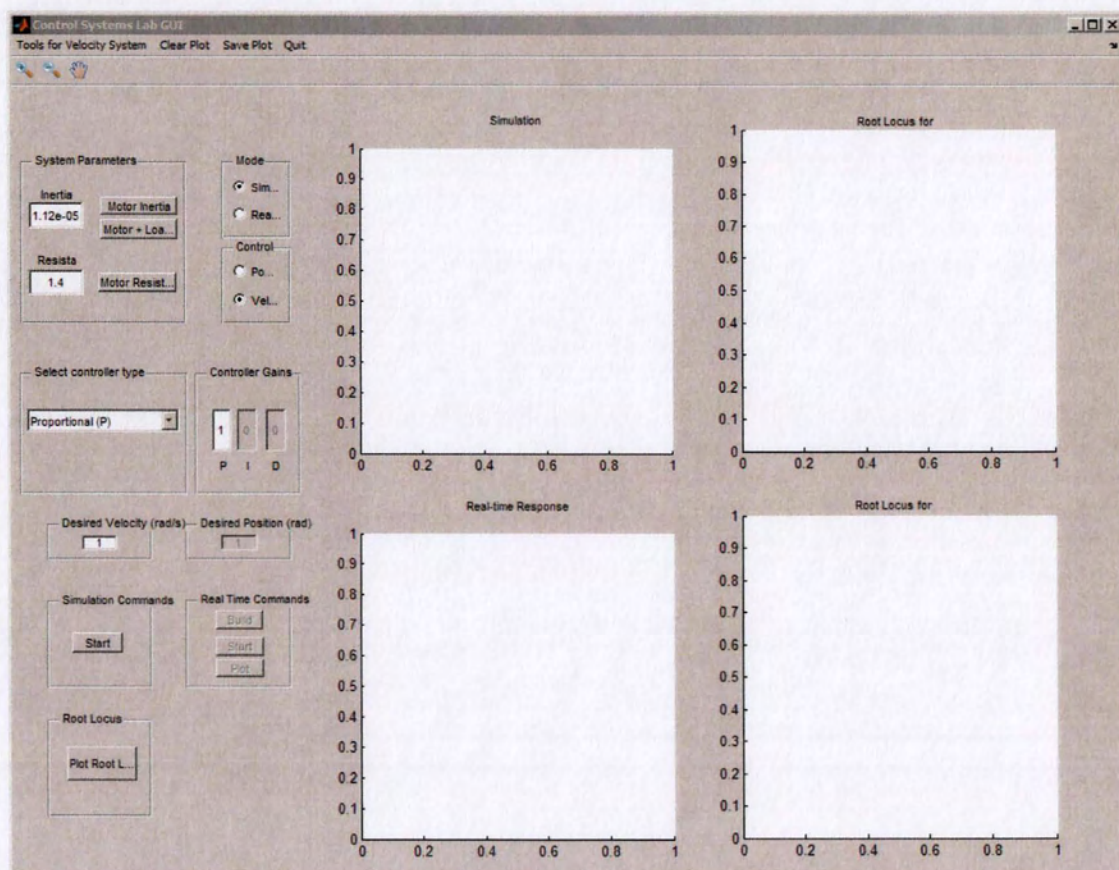 Control Systems Lab GUI
Tools for Velocity System Clear Plot Save Plot Quit
System Parameters
Inertia
1.12e-05
Motor Inertia
Motor + Loa...
Resista
1.4
Motor Resist...
Mode
Sim...
Rea...
Control
Po...
Vel...
Select controller type
Proportional (P)
Controller Gains
1 0 0
P I D
Desired Velocity (rad/s)
1
Desired Position (rad)
1
Simulation Commands
Start
Real Time Commands
Build
Start
Plot
Root Locus
Plot Root L...
Simulation
1
0.9
0.8
0.7
0.6
0.5
0.4
0.3
0.2
0.1
0
0 0.2 0.4 0.6 0.8 1
Root Locus for
1
0.9
0.8
0.7
0.6
0.5
0.4
0.3
0.2
0.1
0
0 0.2 0.4 0.6 0.8 1
Real-time Response
1
0.9
0.8
0.7
0.6
0.5
0.4
0.3
0.2
0.1
0
0 0.2 0.4 0.6 0.8 1
Root Locus for
1
0.9
0.8
0.7
0.6
0.5
0.4
0.3
0.2
0.1
0
0 0.2 0.4 0.6 0.8 1